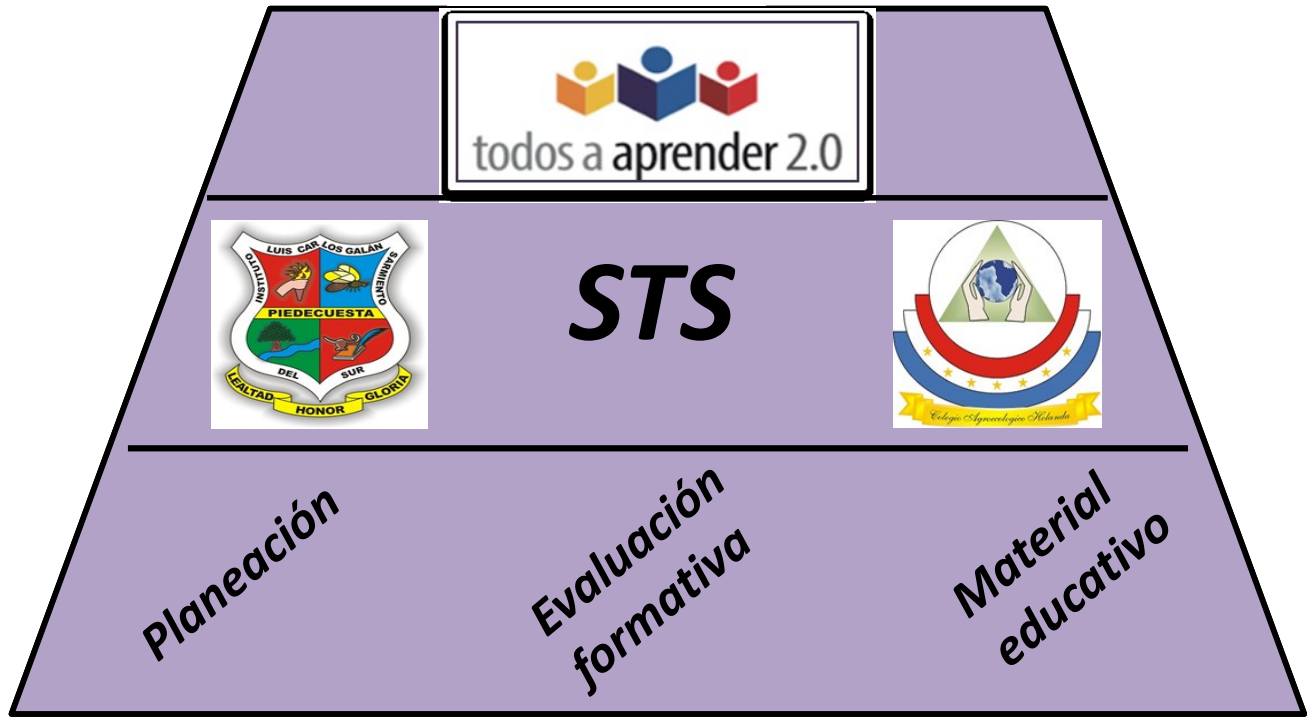 todos a aprender 2.0
INSTITUTO LUIS CARLOS GALÁN SARMIENTO
PIEDECUESTA
DEL SUR
LEALTAD HONOR GLORIA
STS
Colegio Agroecologico Holanda
Planeación
Evaluación
formativa
Material
educativo